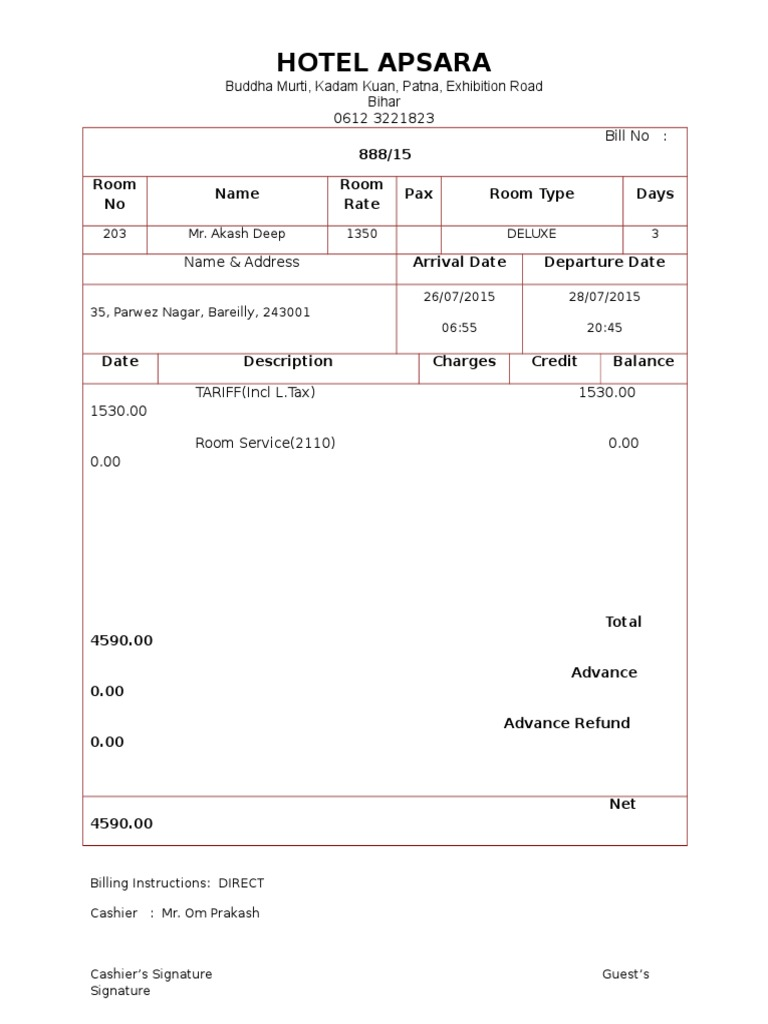 HOTEL APSARA
Buddha Murti, Kadam Kuan, Patna, Exhibition Road
Bihar
0612 3221823
Bill No :
888/15
Room No Name Room Rate Pax Room Type Days
203 Mr. Akash Deep 1350 DELUXE 3
Name & Address Arrival Date Departure Date
35, Parwez Nagar, Bareilly, 243001 26/07/2015 06:55 28/07/2015 20:45
Date Description Charges Credit Balance
TARIFF(Incl L.Tax) 1530.00
1530.00
Room Service(2110) 0.00
0.00
Total
4590.00
Advance
0.00
Advance Refund
0.00
Net
4590.00
Billing Instructions: DIRECT
Cashier : Mr. Om Prakash
Cashier’s Signature Guest’s
Signature